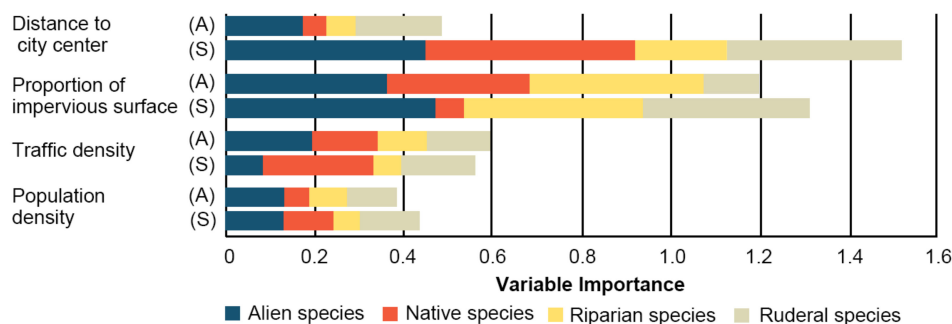 Distance to
city center
(A)
(S)
Proportion of
impervious surface
(A)
(S)
Traffic density
(A)
(S)
Population
density
(A)
(S)
0 0.2 0.4 0.6 0.8 1.0 1.2 1.4 1.6
Variable Importance
Alien species Native species Riparian species Ruderal species